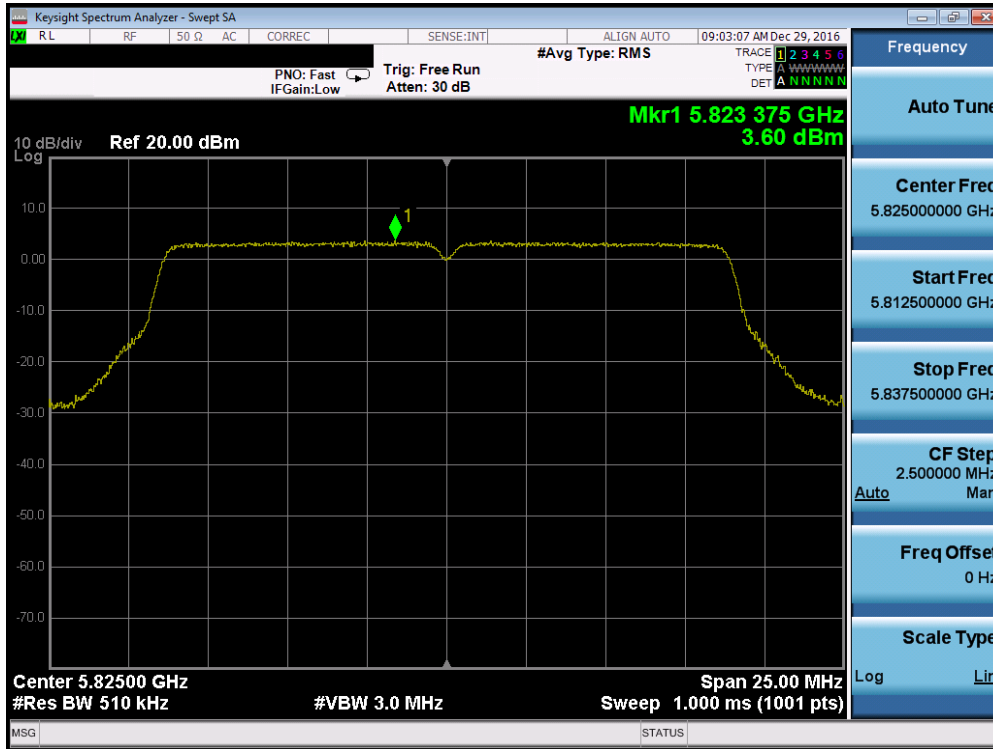 Keysight Spectrum Analyzer - Swept SA
LXI RL RF 50 Ω AC CORREC SENSE:INT ALIGN AUTO 09:03:07 AM Dec 29, 2016
#Avg Type: RMS
TRACE 1 2 3 4 5 6
TYPE A WWWWW
DET A N N N N N
PNO: Fast
IFGain:Low
Trig: Free Run
Atten: 30 dB
Mkr1 5.823 375 GHz
3.60 dBm
10 dB/div
Log
Ref 20.00 dBm
1
10.0
0.00
-10.0
-20.0
-30.0
-40.0
-50.0
-60.0
-70.0
Center 5.82500 GHz
Span 25.00 MHz
#Res BW 510 kHz
#VBW 3.0 MHz
Sweep 1.000 ms (1001 pts)
MSG
STATUS
Frequency
Auto Tune
Center Freq
5.825000000 GHz
Start Freq
5.812500000 GHz
Stop Freq
5.837500000 GHz
CF Step
2.500000 MHz
Auto Man
Freq Offset
0 Hz
Scale Type
Log Lin